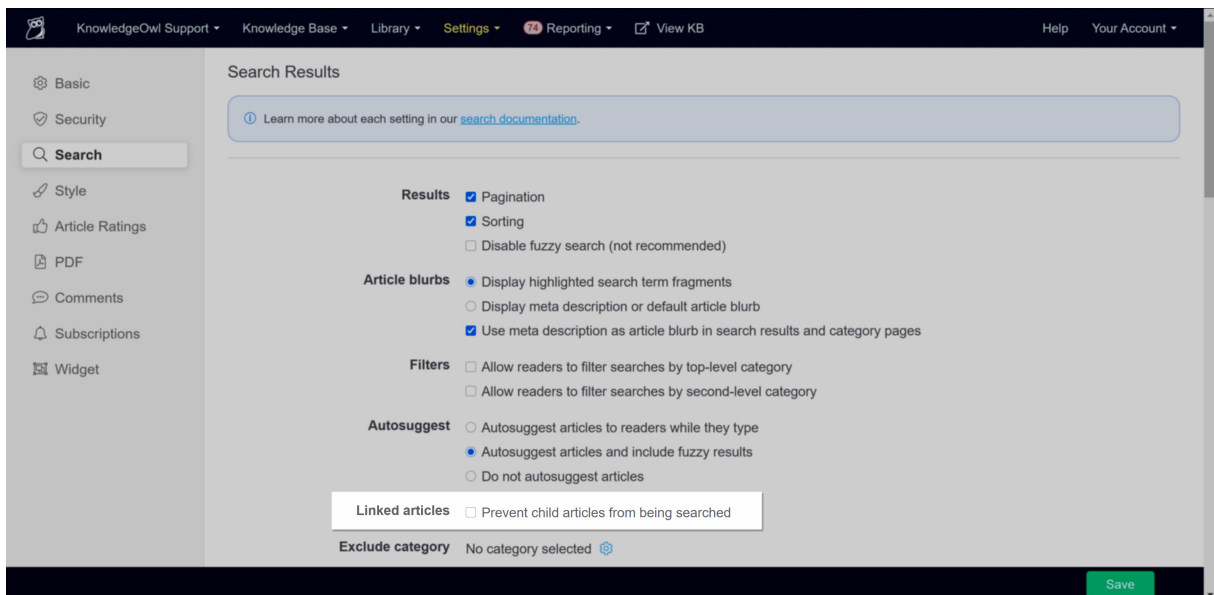 KnowledgeOwl Support Knowledge Base Library Settings 74 Reporting View KB Help Your Account
Basic
Security
Search
Style
Article Ratings
PDF
Comments
Subscriptions
Widget
Search Results
Learn more about each setting in our search documentation.
Results Pagination
Sorting
Disable fuzzy search (not recommended)
Article blurbs Display highlighted search term fragments
Display meta description or default article blurb
Use meta description as article blurb in search results and category pages
Filters Allow readers to filter searches by top-level category
Allow readers to filter searches by second-level category
Autosuggest Autosuggest articles to readers while they type
Autosuggest articles and include fuzzy results
Do not autosuggest articles
Linked articles Prevent child articles from being searched
Exclude category No category selected
Save